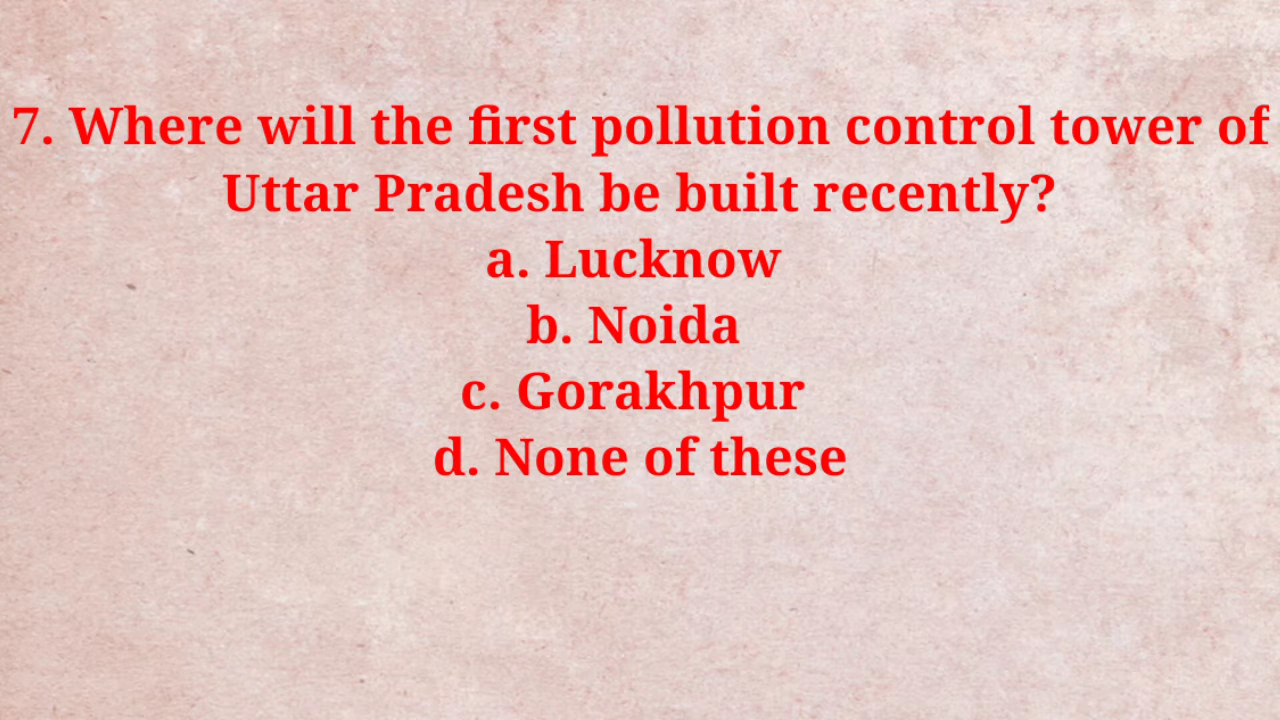 7. Where will the first pollution control tower of
Uttar Pradesh be built recently?
a. Lucknow
b. Noida
c. Gorakhpur
d. None of these